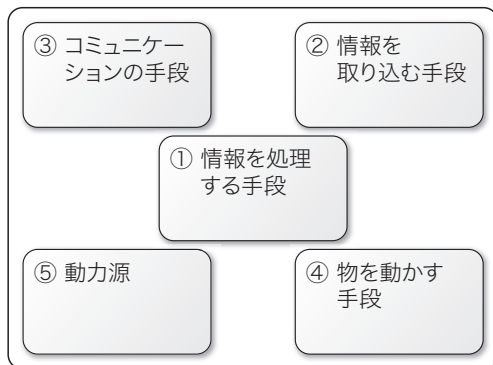 ③ コミュニケー
ションの手段
② 情報を
取り込む手段
① 情報を処理
する手段
⑤ 動力源
④ 物を動かす
手段